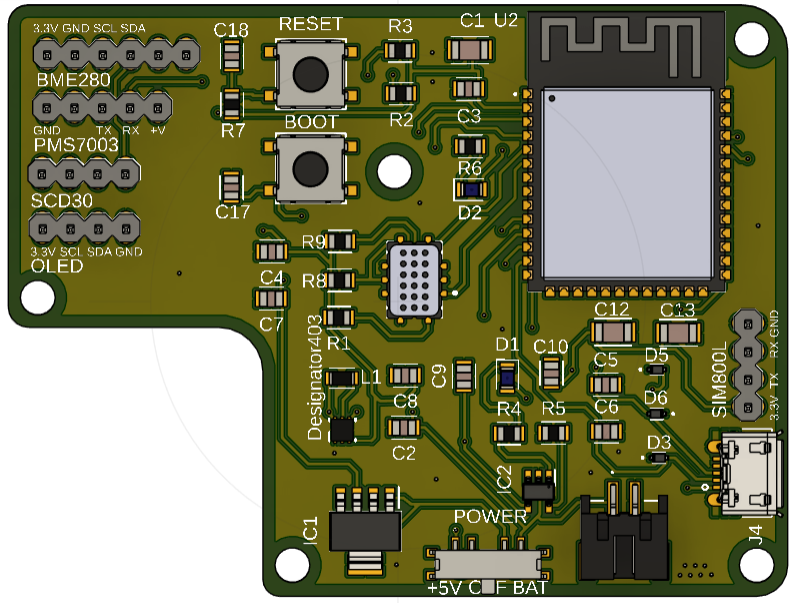 C18
RESET
R3
C1 U2
3.3V GND SCL SDA
BME280
R7
R2
C3
BOOT
GND TX RX +V
PMS7003
R6
SCD30
C17
D2
3.3V SCL SDA GND
OLED
R9
C4
R8
C7
R1
C12
C13
Designator403
L1
C8
C9
D1
C10
C5
D5
SIM800L
3.3V TX RX GND
R4
R5
C6
D6
C2
D3
IC2
IC1
POWER
J4
+5V F BAT